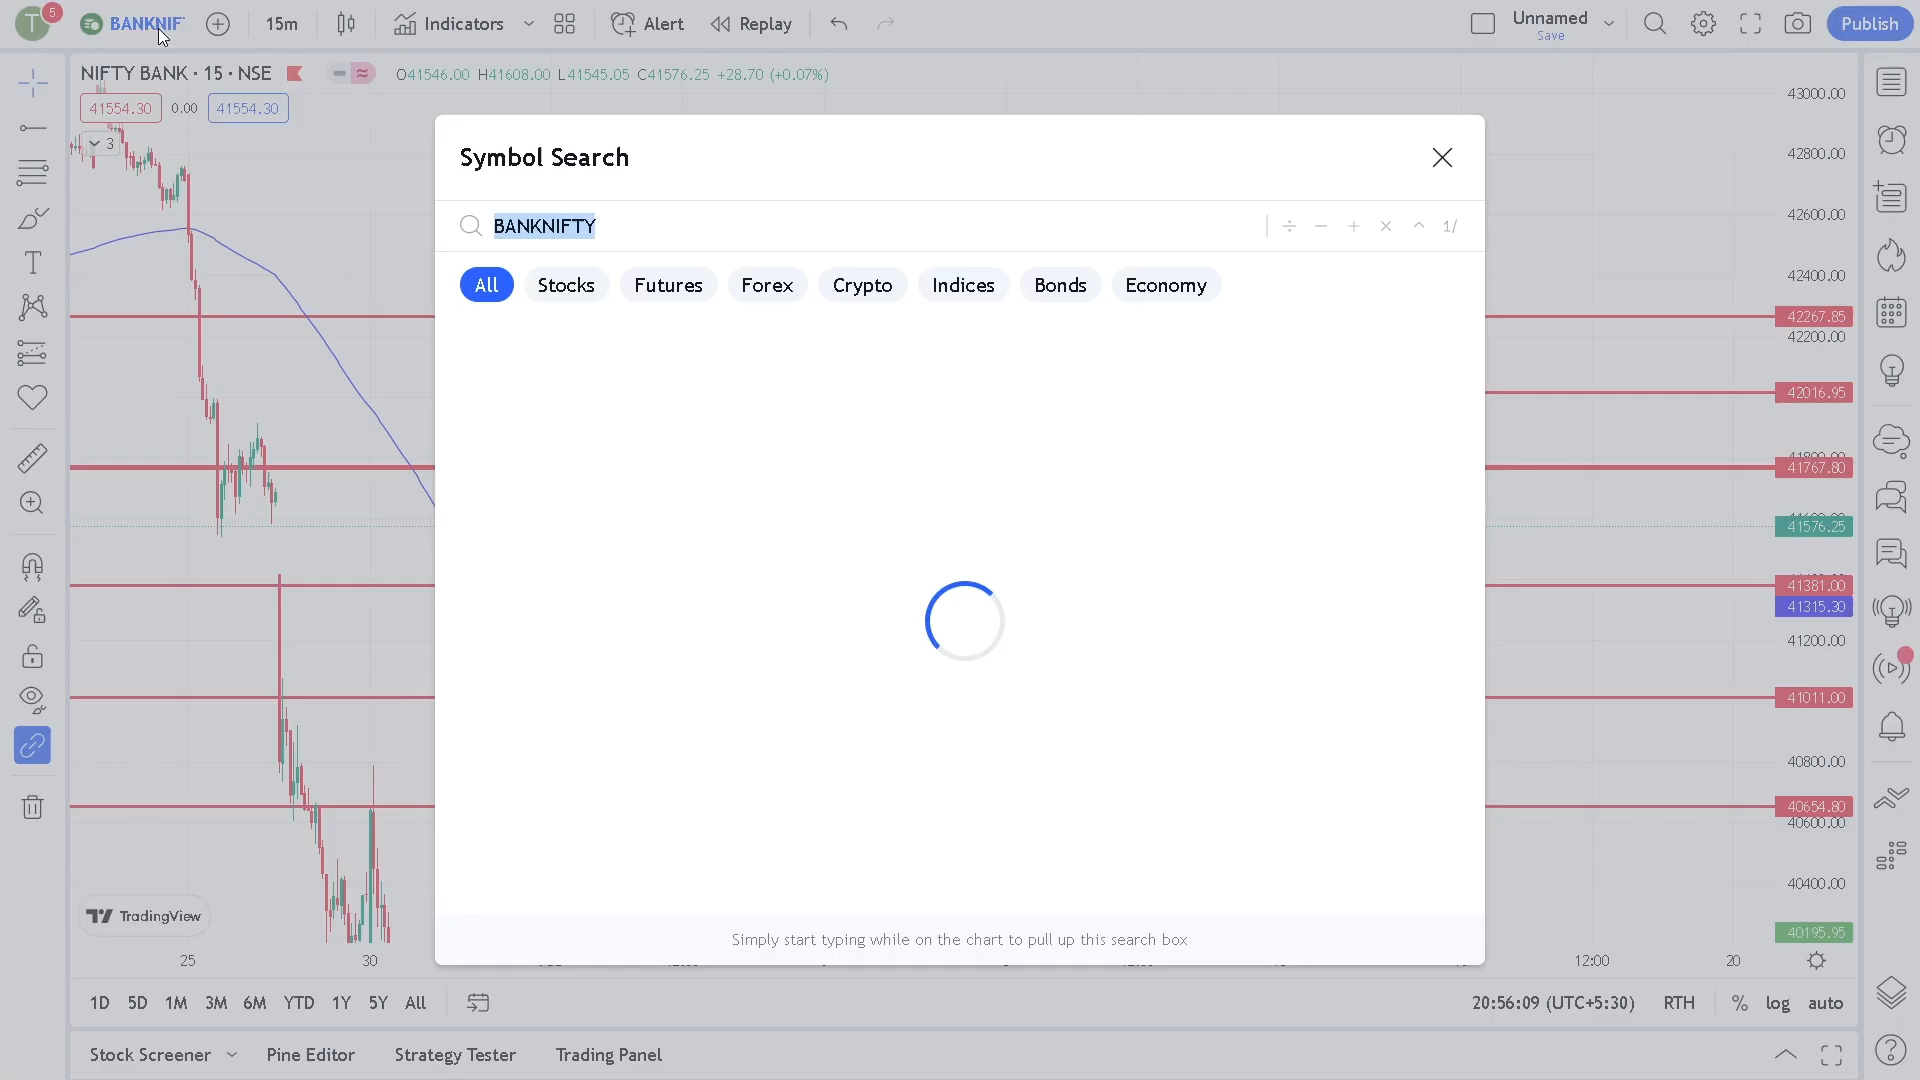 T 5 BANKNIF 15m Indicators Alert Replay Unnamed Save Publish
NIFTY BANK · 15 · NSE O41546.00 H41608.00 L41545.05 C41576.25 +28.70 (+0.07%)
41554.30 0.00 41554.30
3
Symbol Search
BANKNIFTY 1/
All Stocks Futures Forex Crypto Indices Bonds Economy
Simply start typing while on the chart to pull up this search box
43000.00
42800.00
42600.00
42400.00
42267.85
42200.00
42016.95
41767.80
41576.25
41381.00
41315.30
41200.00
41011.00
40800.00
40654.80
40600.00
40400.00
40195.95
TradingView
25 30 12:00 20
1D 5D 1M 3M 6M YTD 1Y 5Y All 20:56:09 (UTC+5:30) RTH % log auto
Stock Screener Pine Editor Strategy Tester Trading Panel